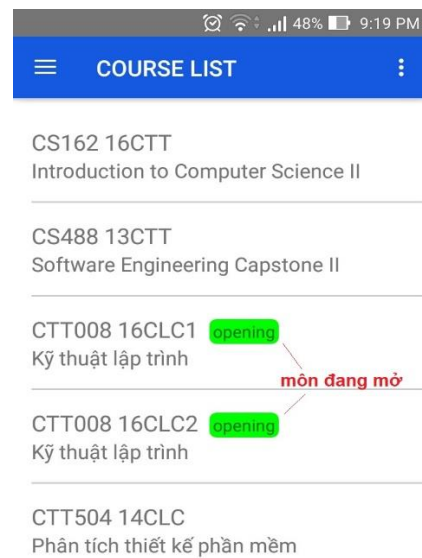 48% 9:19 PM
COURSE LIST
CS162 16CTT
Introduction to Computer Science II
CS488 13CTT
Software Engineering Capstone II
CTT008 16CLC1 opening
Kỹ thuật lập trình
môn đang mở
CTT008 16CLC2 opening
Kỹ thuật lập trình
CTT504 14CLC
Phân tích thiết kế phần mềm